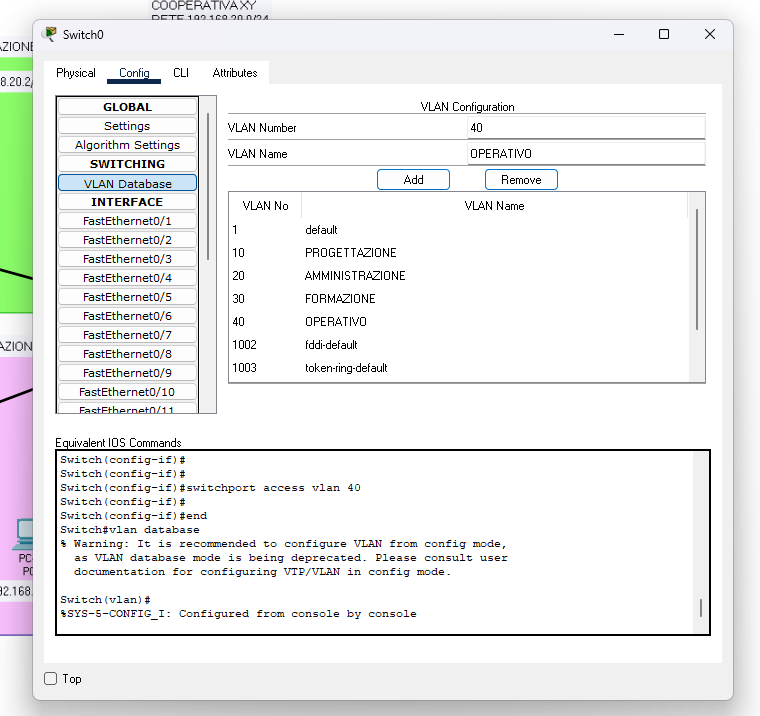 COOPERATIVA XY
RETE 192.168.20.0/24
Switch0
AZIONE
8.20.2/
AZION
PC
PC
92.168.
Physical Config CLI Attributes
GLOBAL
Settings
Algorithm Settings
SWITCHING
VLAN Database
INTERFACE
FastEthernet0/1
FastEthernet0/2
FastEthernet0/3
FastEthernet0/4
FastEthernet0/5
FastEthernet0/6
FastEthernet0/7
FastEthernet0/8
FastEthernet0/9
FastEthernet0/10
FastEthernet0/11
VLAN Configuration
VLAN Number 40
VLAN Name OPERATIVO
Add Remove
VLAN No VLAN Name
1 default
10 PROGETTAZIONE
20 AMMINISTRAZIONE
30 FORMAZIONE
40 OPERATIVO
1002 fddi-default
1003 token-ring-default
Equivalent IOS Commands
Switch(config-if)#
Switch(config-if)#
Switch(config-if)#switchport access vlan 40
Switch(config-if)#
Switch(config-if)#end
Switch#vlan database
% Warning: It is recommended to configure VLAN from config mode,
as VLAN database mode is being deprecated. Please consult user
documentation for configuring VTP/VLAN in config mode.
Switch(vlan)#
%SYS-5-CONFIG_I: Configured from console by console
Top